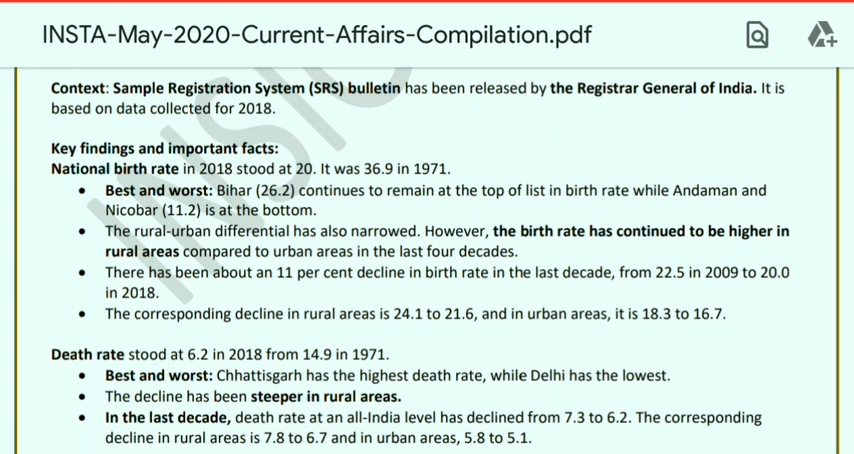 INSTA-May-2020-Current-Affairs-Compilation.pdf
Context: Sample Registration System (SRS) bulletin has been released by the Registrar General of India. It is
based on data collected for 2018.
Key findings and important facts:
National birth rate in 2018 stood at 20. It was 36.9 in 1971.
• Best and worst: Bihar (26.2) continues to remain at the top of list in birth rate while Andaman and
Nicobar (11.2) is at the bottom.
• The rural-urban differential has also narrowed. However, the birth rate has continued to be higher in
rural areas compared to urban areas in the last four decades.
• There has been about an 11 per cent decline in birth rate in the last decade, from 22.5 in 2009 to 20.0
in 2018.
• The corresponding decline in rural areas is 24.1 to 21.6, and in urban areas, it is 18.3 to 16.7.
Death rate stood at 6.2 in 2018 from 14.9 in 1971.
• Best and worst: Chhattisgarh has the highest death rate, while Delhi has the lowest.
• The decline has been steeper in rural areas.
• In the last decade, death rate at an all-India level has declined from 7.3 to 6.2. The corresponding
decline in rural areas is 7.8 to 6.7 and in urban areas, 5.8 to 5.1.